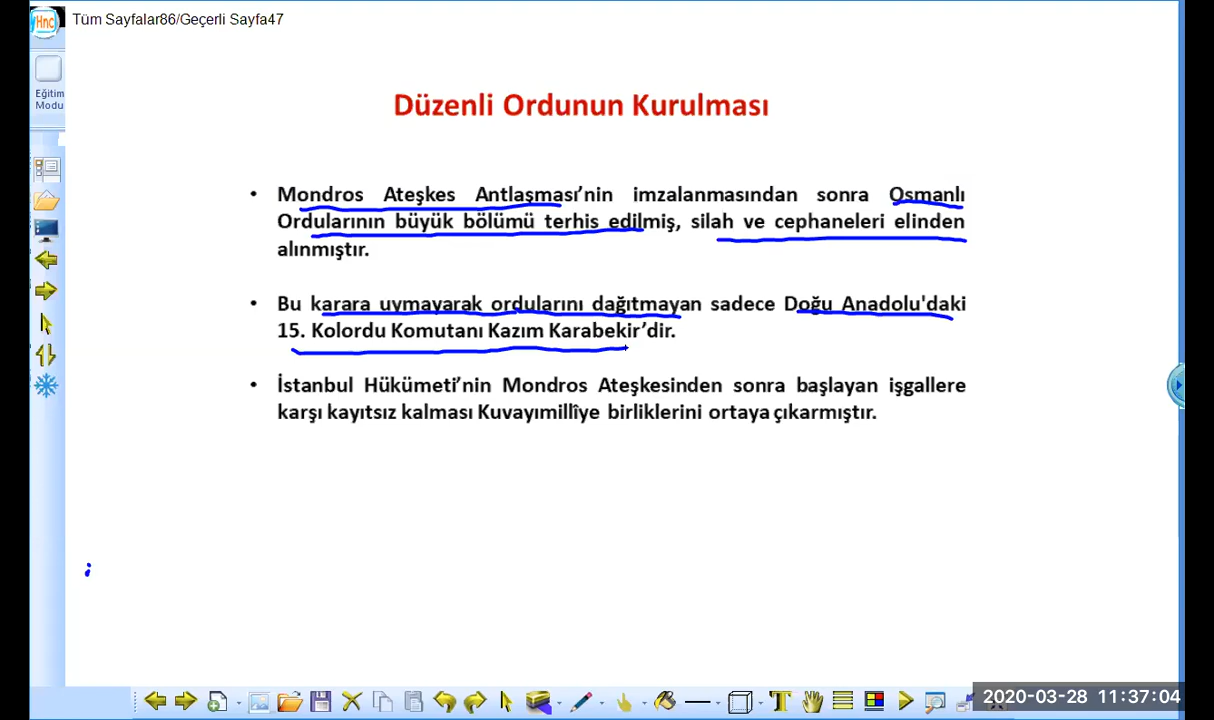 Tüm Sayfalar86/Geçerli Sayfa47
Hnc
Eğitim
Modu
Düzenli Ordunun Kurulması
• Mondros Ateşkes Antlaşması’nin imzalanmasından sonra Osmanlı
Ordularının büyük bölümü terhis edilmiş, silah ve cephaneleri elinden
alınmıştır.
• Bu karara uymayarak ordularını dağıtmayan sadece Doğu Anadolu'daki
15. Kolordu Komutanı Kazım Karabekir’dir.
• İstanbul Hükümeti’nin Mondros Ateşkesinden sonra başlayan işgallere
karşı kayıtsız kalması Kuvayımillîye birliklerini ortaya çıkarmıştır.
2020-03-28 11:37:04